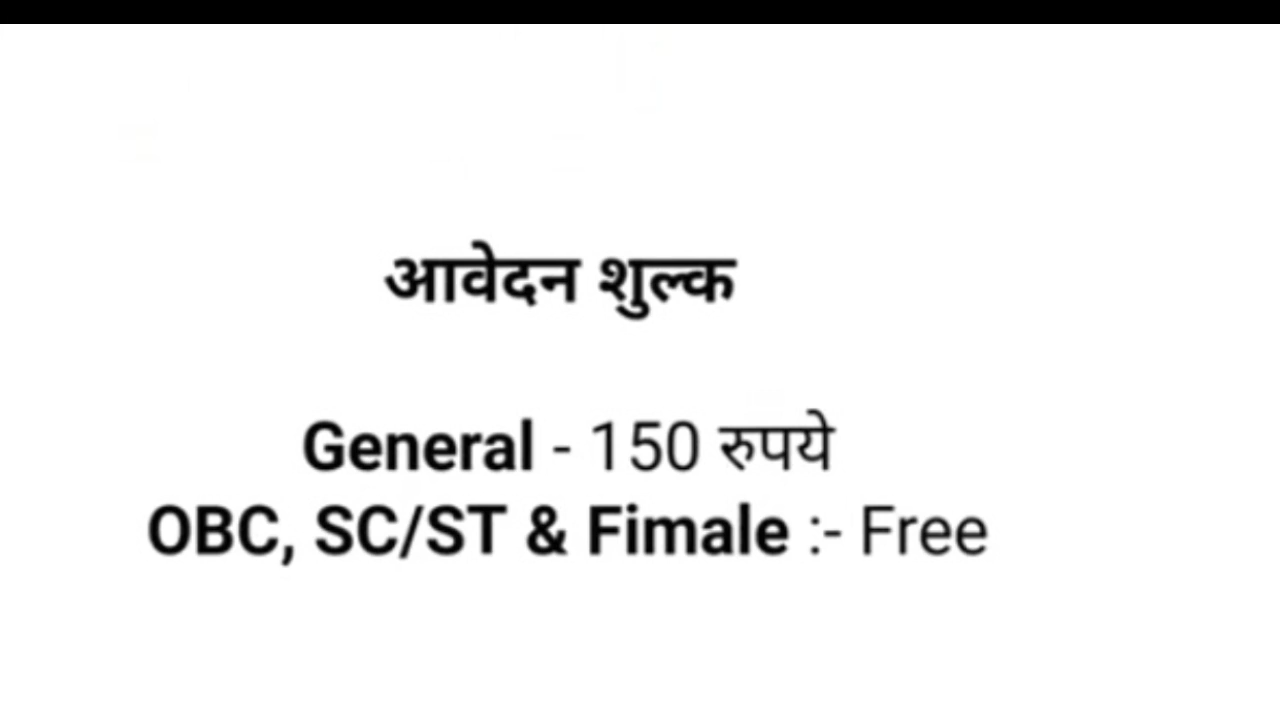 आवेदन शुल्क
General - 150 रुपये
OBC, SC/ST & Fimale :- Free